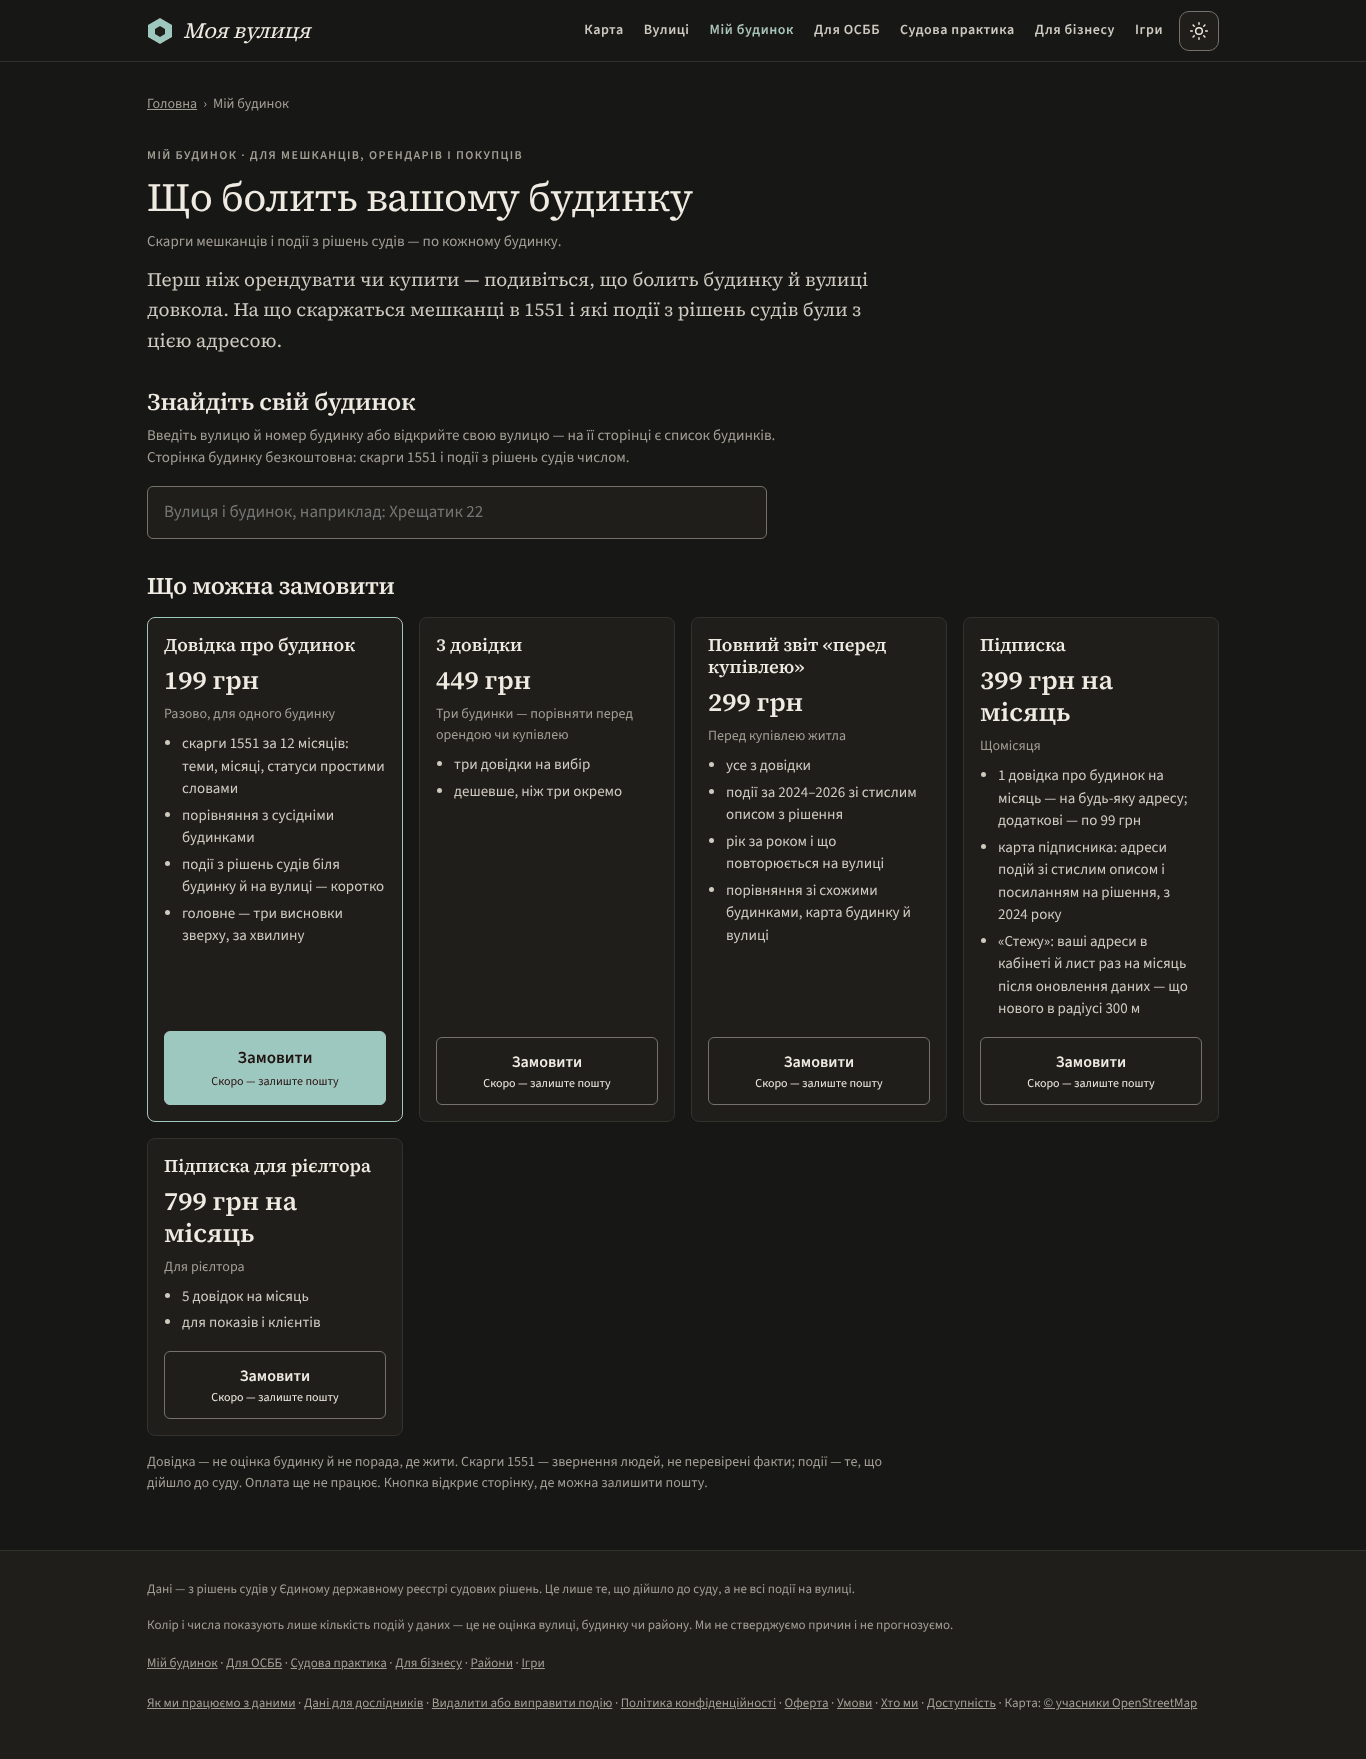 Моя вулиця
Карта Вулиці Мій будинок Для ОСББ Судова практика Для бізнесу Ігри
Головна › Мій будинок
МІЙ БУДИНОК · ДЛЯ МЕШКАНЦІВ, ОРЕНДАРІВ І ПОКУПЦІВ
Що болить вашому будинку
Скарги мешканців і події з рішень судів — по кожному будинку.
Перш ніж орендувати чи купити — подивіться, що болить будинку й вулиці
довкола. На що скаржаться мешканці в 1551 і які події з рішень судів були з
цією адресою.
Знайдіть свій будинок
Введіть вулицю й номер будинку або відкрийте свою вулицю — на її сторінці є список будинків.
Сторінка будинку безкоштовна: скарги 1551 і події з рішень судів числом.
Вулиця і будинок, наприклад: Хрещатик 22
Що можна замовити
Довідка про будинок
199 грн
Разово, для одного будинку
• скарги 1551 за 12 місяців:
теми, місяці, статуси простими
словами
• порівняння з сусідніми
будинками
• події з рішень судів біля
будинку й на вулиці — коротко
• головне — три висновки
зверху, за хвилину
Замовити
Скоро — залиште пошту
3 довідки
449 грн
Три будинки — порівняти перед
орендою чи купівлею
• три довідки на вибір
• дешевше, ніж три окремо
Замовити
Скоро — залиште пошту
Повний звіт «перед
купівлею»
299 грн
Перед купівлею житла
• усе з довідки
• події за 2024–2026 зі стислим
описом з рішення
• рік за роком і що
повторюється на вулиці
• порівняння зі схожими
будинками, карта будинку й
вулиці
Замовити
Скоро — залиште пошту
Підписка
399 грн на
місяць
Щомісяця
• 1 довідка про будинок на
місяць — на будь-яку адресу;
додаткові — по 99 грн
• карта підписника: адреси
подій зі стислим описом і
посиланням на рішення, з
2024 року
• «Стежу»: ваші адреси в
кабінеті й лист раз на місяць
після оновлення даних — що
нового в радіусі 300 м
Замовити
Скоро — залиште пошту
Підписка для рієлтора
799 грн на
місяць
Для рієлтора
• 5 довідок на місяць
• для показів і клієнтів
Замовити
Скоро — залиште пошту
Довідка — не оцінка будинку й не порада, де жити. Скарги 1551 — звернення людей, не перевірені факти; події — те, що
дійшло до суду. Оплата ще не працює. Кнопка відкриє сторінку, де можна залишити пошту.
Дані — з рішень судів у Єдиному державному реєстрі судових рішень. Це лише те, що дійшло до суду, а не всі події на вулиці.
Колір і числа показують лише кількість подій у даних — це не оцінка вулиці, будинку чи району. Ми не стверджуємо причин і не прогнозуємо.
Мій будинок · Для ОСББ · Судова практика · Для бізнесу · Райони · Ігри
Як ми працюємо з даними · Дані для дослідників · Видалити або виправити подію · Політика конфіденційності · Оферта · Умови · Хто ми · Доступність · Карта: © учасники OpenStreetMap